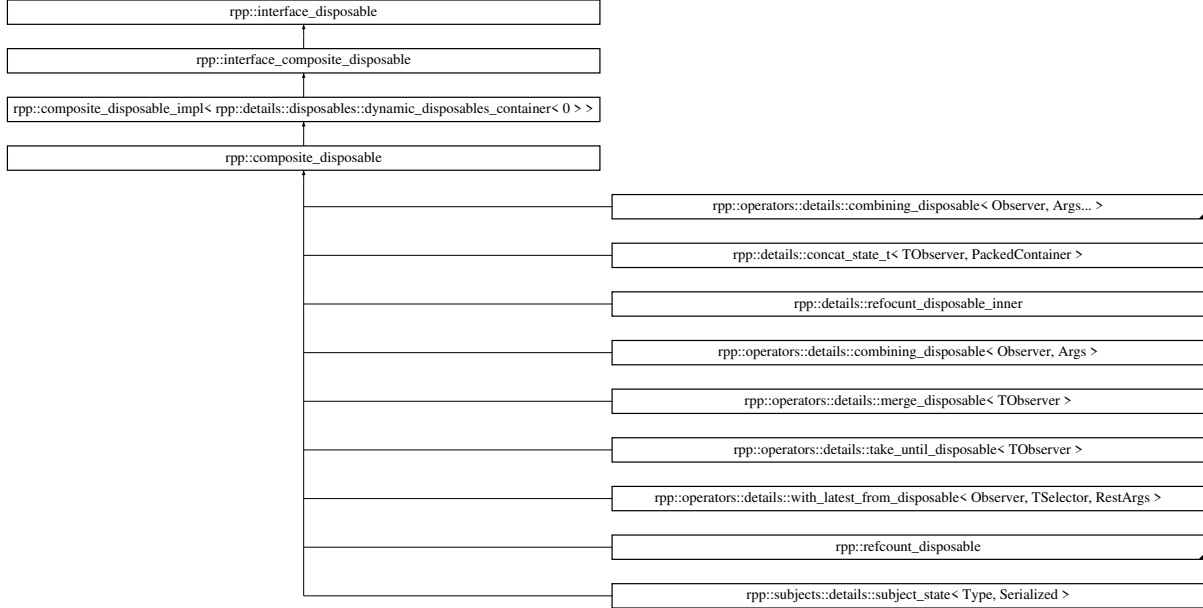 rpp::interface_disposable
rpp::interface_composite_disposable
rpp::composite_disposable_impl< rpp::details::disposables::dynamic_disposables_container< 0 > >
rpp::composite_disposable
rpp::operators::details::combining_disposable< Observer, Args... >
rpp::details::concat_state_t< TObserver, PackedContainer >
rpp::details::refocunt_disposable_inner
rpp::operators::details::combining_disposable< Observer, Args >
rpp::operators::details::merge_disposable< TObserver >
rpp::operators::details::take_until_disposable< TObserver >
rpp::operators::details::with_latest_from_disposable< Observer, TSelector, RestArgs >
rpp::refcount_disposable
rpp::subjects::details::subject_state< Type, Serialized >